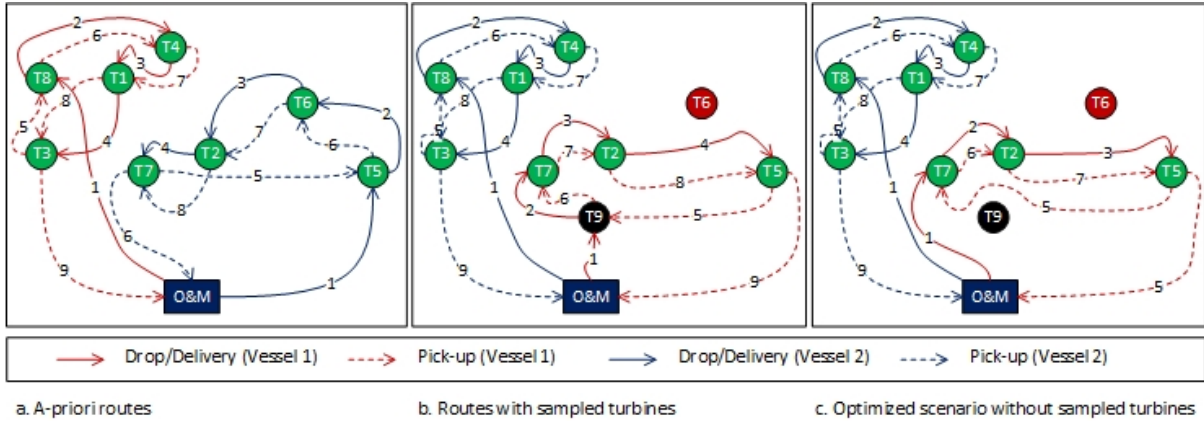 2
T4
6
3
T8
T1
7
8
5
4
T3
1
9
O&M
T6
3
2
7
4
T2
6
T7
5
T5
8
6
1
2
T4
6
3
T8
T1
7
8
T6
5
4
3
T3
7
T2
4
T7
8
T5
1
6
2
T9
5
9
1
9
O&M
2
T4
6
3
T8
T1
7
8
T6
5
4
2
T3
6
T2
3
T7
7
T5
1
T9
5
1
9
5
O&M
Drop/Delivery (Vessel 1)
Pick-up (Vessel 1)
Drop/Delivery (Vessel 2)
Pick-up (Vessel 2)
a. A-priori routes
b. Routes with sampled turbines
c. Optimized scenario without sampled turbines